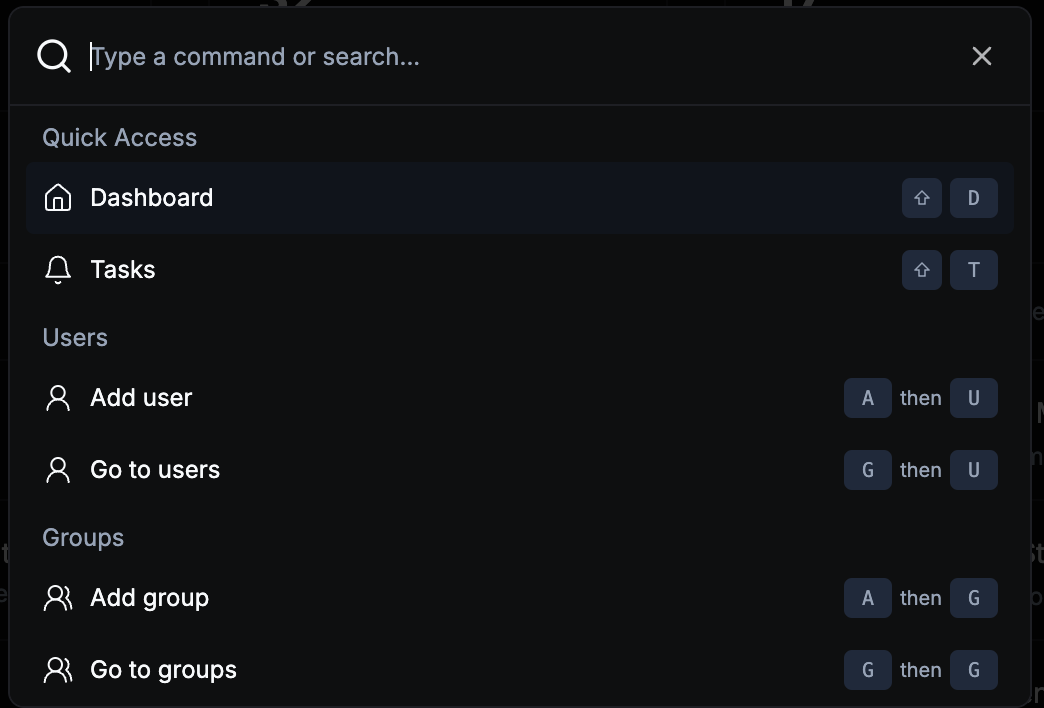 Type a command or search...
Quick Access
Dashboard ⇧ D
Tasks ⇧ T
Users
Add user A then U
Go to users G then U
Groups
Add group A then G
Go to groups G then G